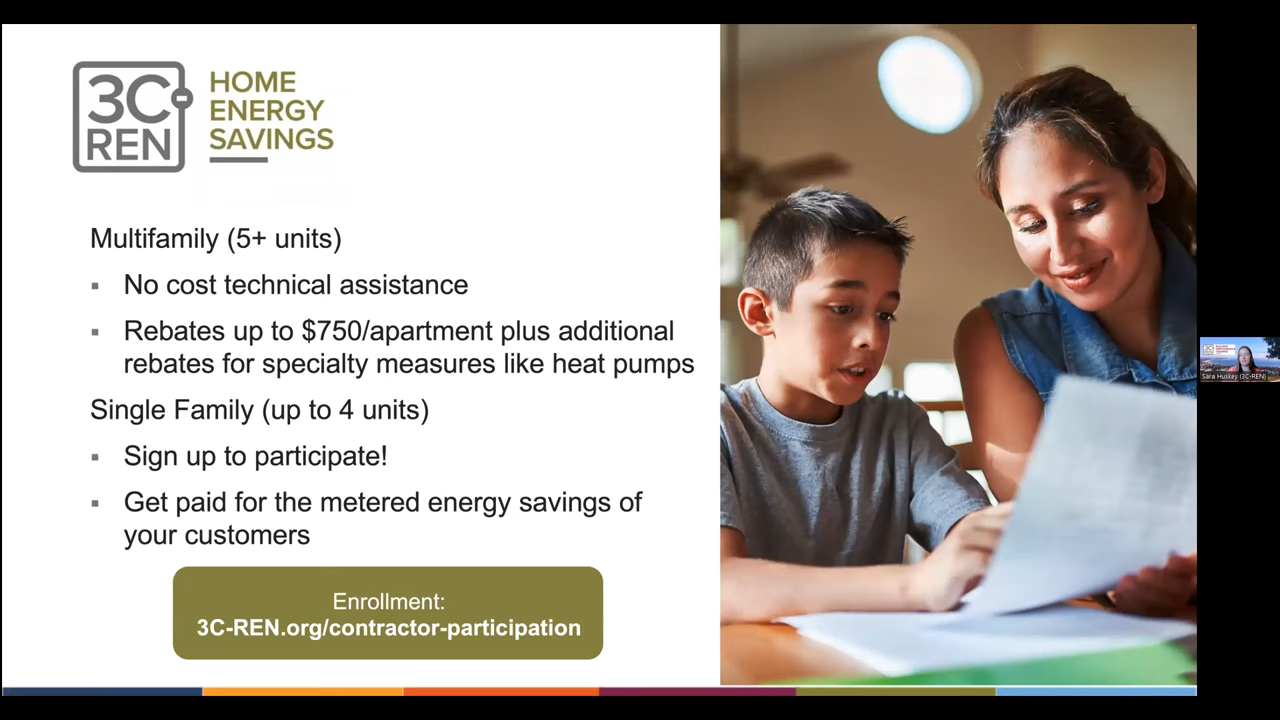 3C-
REN
HOME
ENERGY
SAVINGS
Multifamily (5+ units)
▪ No cost technical assistance
▪ Rebates up to $750/apartment plus additional
rebates for specialty measures like heat pumps
Single Family (up to 4 units)
▪ Sign up to participate!
▪ Get paid for the metered energy savings of
your customers
Enrollment:
3C-REN.org/contractor-participation
Sara Huskey (3C-REN)